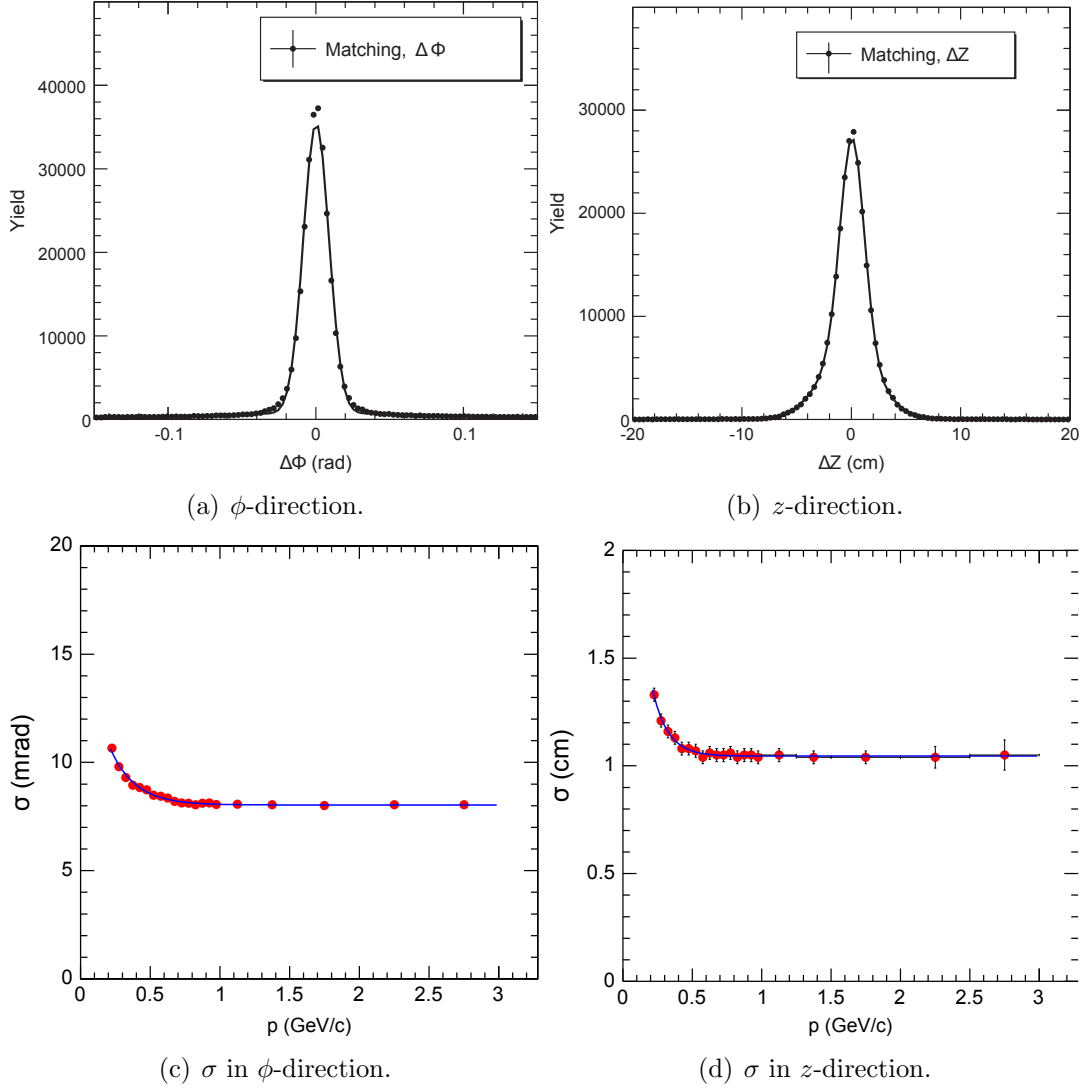 Matching, ΔΦ
40000
30000
20000
10000
0
Yield
-0.1
0
0.1
ΔΦ (rad)
(a) ϕ-direction.
Matching, ΔZ
30000
20000
10000
0
Yield
-20
-10
0
10
20
ΔZ (cm)
(b) z-direction.
20
15
10
5
0
σ (mrad)
0
0.5
1
1.5
2
2.5
3
p (GeV/c)
(c) σ in ϕ-direction.
2
1.5
1
0.5
0
σ (cm)
0
0.5
1
1.5
2
2.5
3
p (GeV/c)
(d) σ in z-direction.